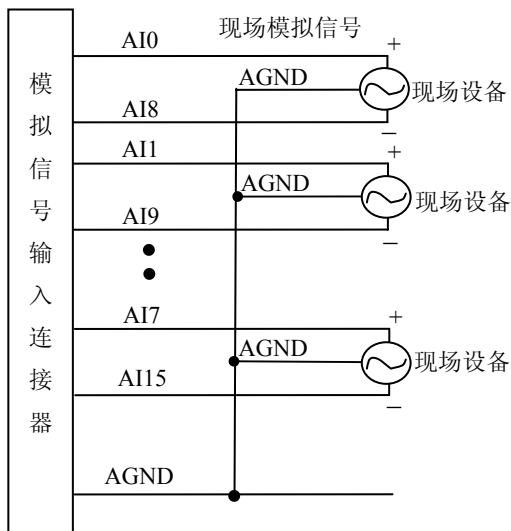 模拟信号输入连接器
现场模拟信号
AI0
+
AGND
现场设备
AI8
−
AI1
+
AGND
现场设备
AI9
−
AI7
+
AGND
现场设备
AI15
−
AGND